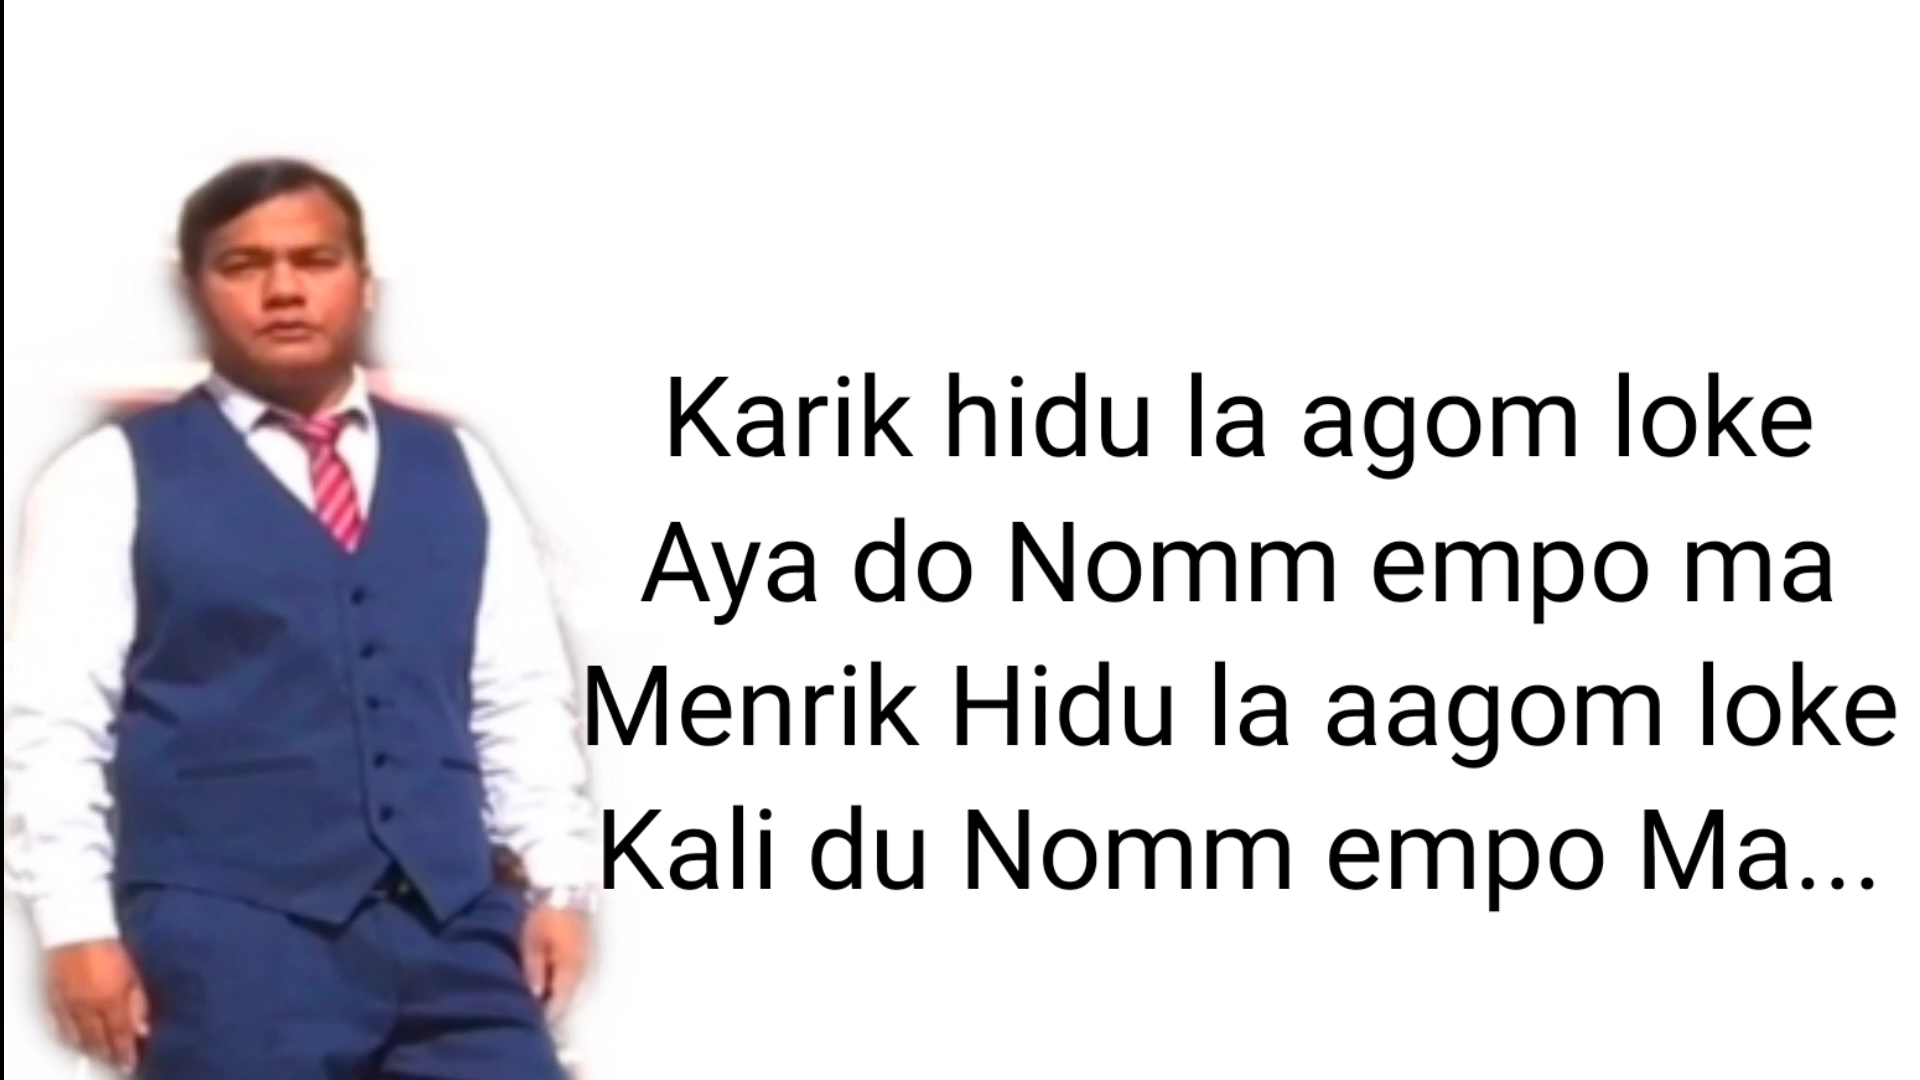 Karik hidu la agom loke
Aya do Nomm empo ma
Menrik Hidu la aagom loke
Kali du Nomm empo Ma...